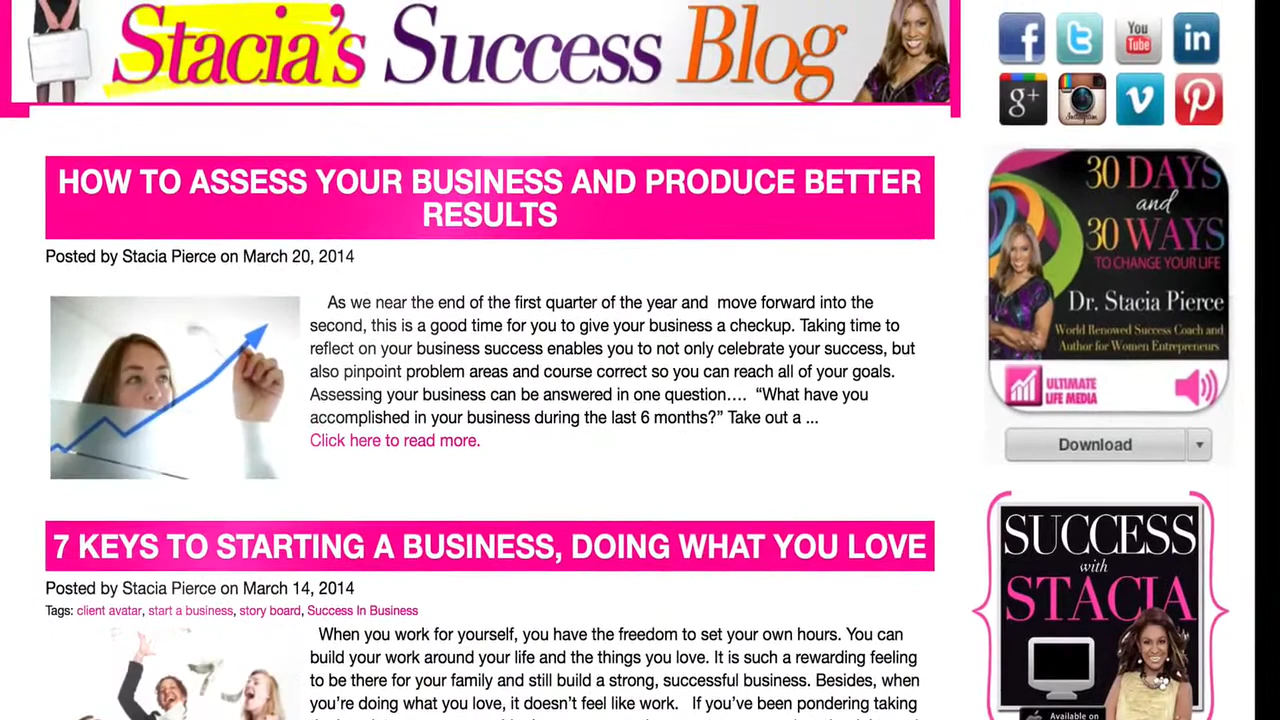 Stacia's Success Blog
You
Tube
in
g+
Instagram
HOW TO ASSESS YOUR BUSINESS AND PRODUCE BETTER
RESULTS
Posted by Stacia Pierce on March 20, 2014
As we near the end of the first quarter of the year and move forward into the
second, this is a good time for you to give your business a checkup. Taking time to
reflect on your business success enables you to not only celebrate your success, but
also pinpoint problem areas and course correct so you can reach all of your goals.
Assessing your business can be answered in one question…. “What have you
accomplished in your business during the last 6 months?” Take out a ...
Click here to read more.
30 DAYS
and
30 WAYS
TO CHANGE YOUR LIFE
Dr. Stacia Pierce
World Renowned Success Coach and
Author for Women Entrepreneurs
ULTIMATE
LIFE MEDIA
Download
7 KEYS TO STARTING A BUSINESS, DOING WHAT YOU LOVE
Posted by Stacia Pierce on March 14, 2014
Tags: client avatar, start a business, story board, Success In Business
When you work for yourself, you have the freedom to set your own hours. You can
build your work around your life and the things you love. It is such a rewarding feeling
to be there for your family and still build a strong, successful business. Besides, when
you're doing what you love, it doesn't feel like work. If you've been pondering taking
SUCCESS
with
STACIA
Available on